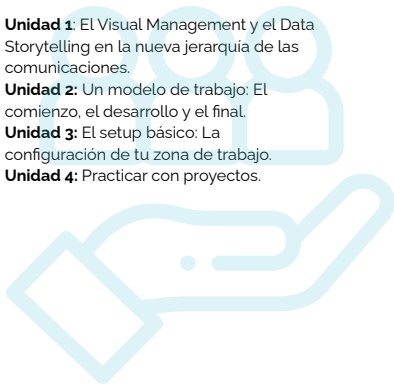 Unidad 1: El Visual Management y el Data
Storytelling en la nueva jerarquía de las
comunicaciones.
Unidad 2: Un modelo de trabajo: El
comienzo, el desarrollo y el final.
Unidad 3: El setup básico: La
configuración de tu zona de trabajo.
Unidad 4: Practicar con proyectos.